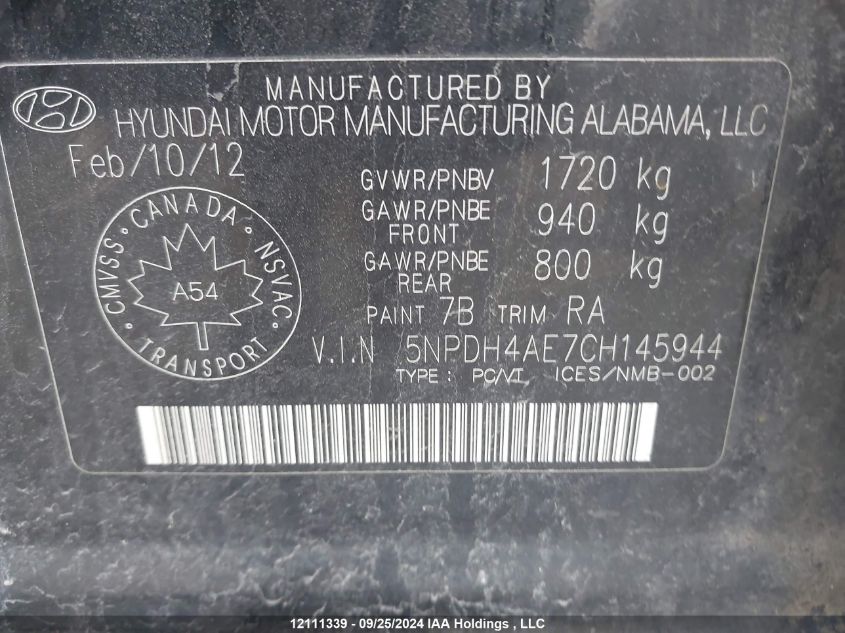 MANUFACTURED BY
HYUNDAI MOTOR MANUFACTURING ALABAMA, LLC
Feb/10/12
GVWR/PNBV 1720 kg
GAWR/PNBE FRONT 940 kg
GAWR/PNBE REAR 800 kg
PAINT 7B TRIM RA
V.I.N 5NPDH4AE7CH145944
TYPE: PC/VT ICES/NMB-002
CANADA
CMVSS · NSVAC
A54
TRANSPORT
12111339 - 09/25/2024 IAA Holdings , LLC